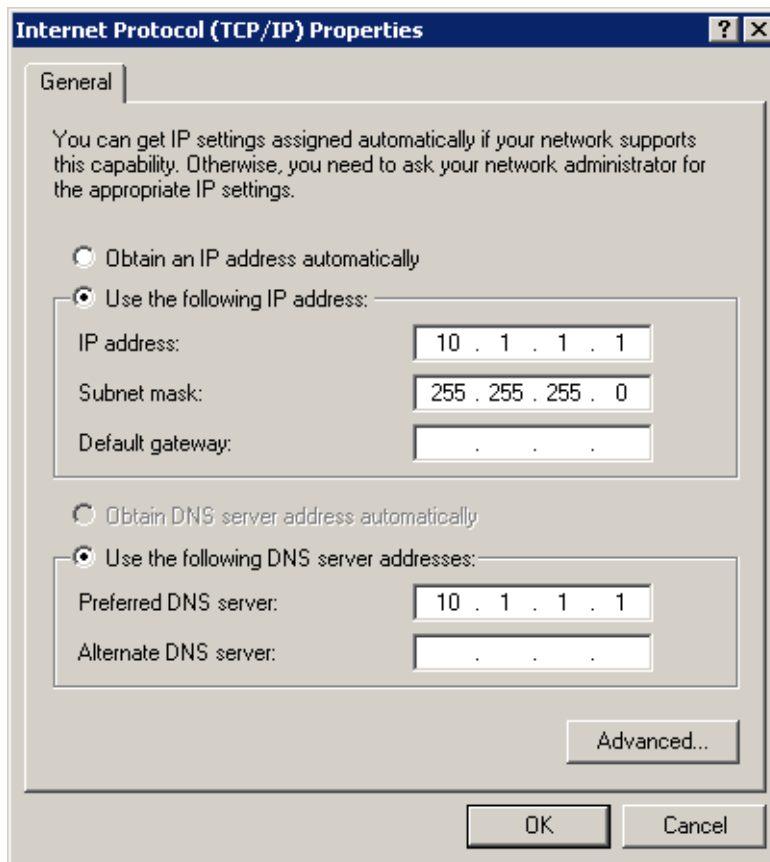 Internet Protocol (TCP/IP) Properties
General
You can get IP settings assigned automatically if your network supports
this capability. Otherwise, you need to ask your network administrator for
the appropriate IP settings.
Obtain an IP address automatically
Use the following IP address:
IP address: 10 . 1 . 1 . 1
Subnet mask: 255 . 255 . 255 . 0
Default gateway: . . .
Obtain DNS server address automatically
Use the following DNS server addresses:
Preferred DNS server: 10 . 1 . 1 . 1
Alternate DNS server: . . .
Advanced...
OK Cancel